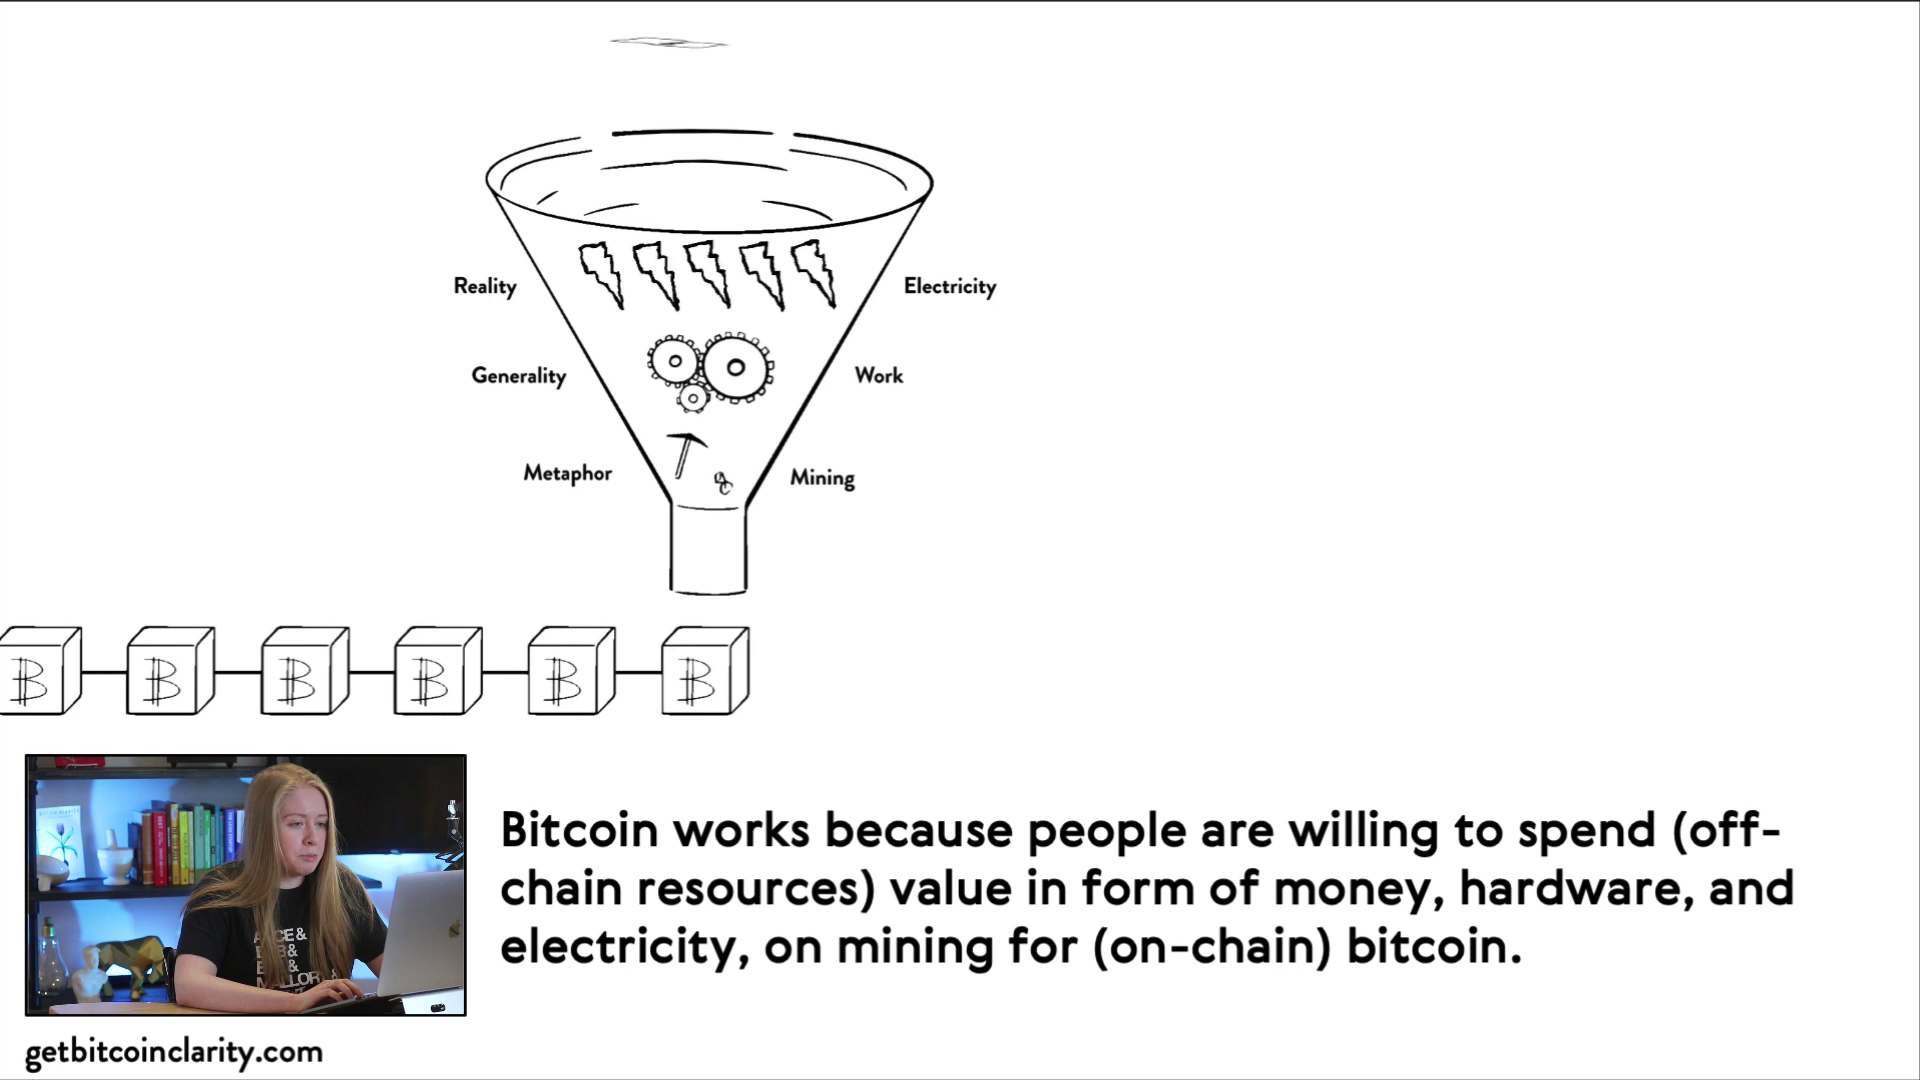 Reality
Electricity
Generality
Work
Metaphor
Mining
Bitcoin works because people are willing to spend (off-
chain resources) value in form of money, hardware, and
electricity, on mining for (on-chain) bitcoin.
getbitcoinclarity.com